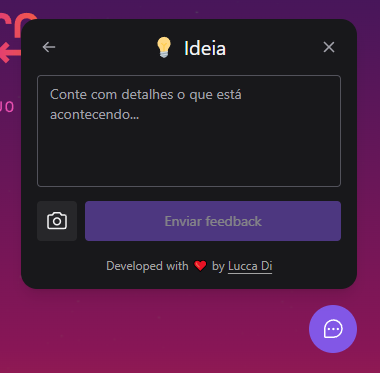 Ideia
Conte com detalhes o que está
acontecendo...
Enviar feedback
Developed with ❤ by Lucca Di